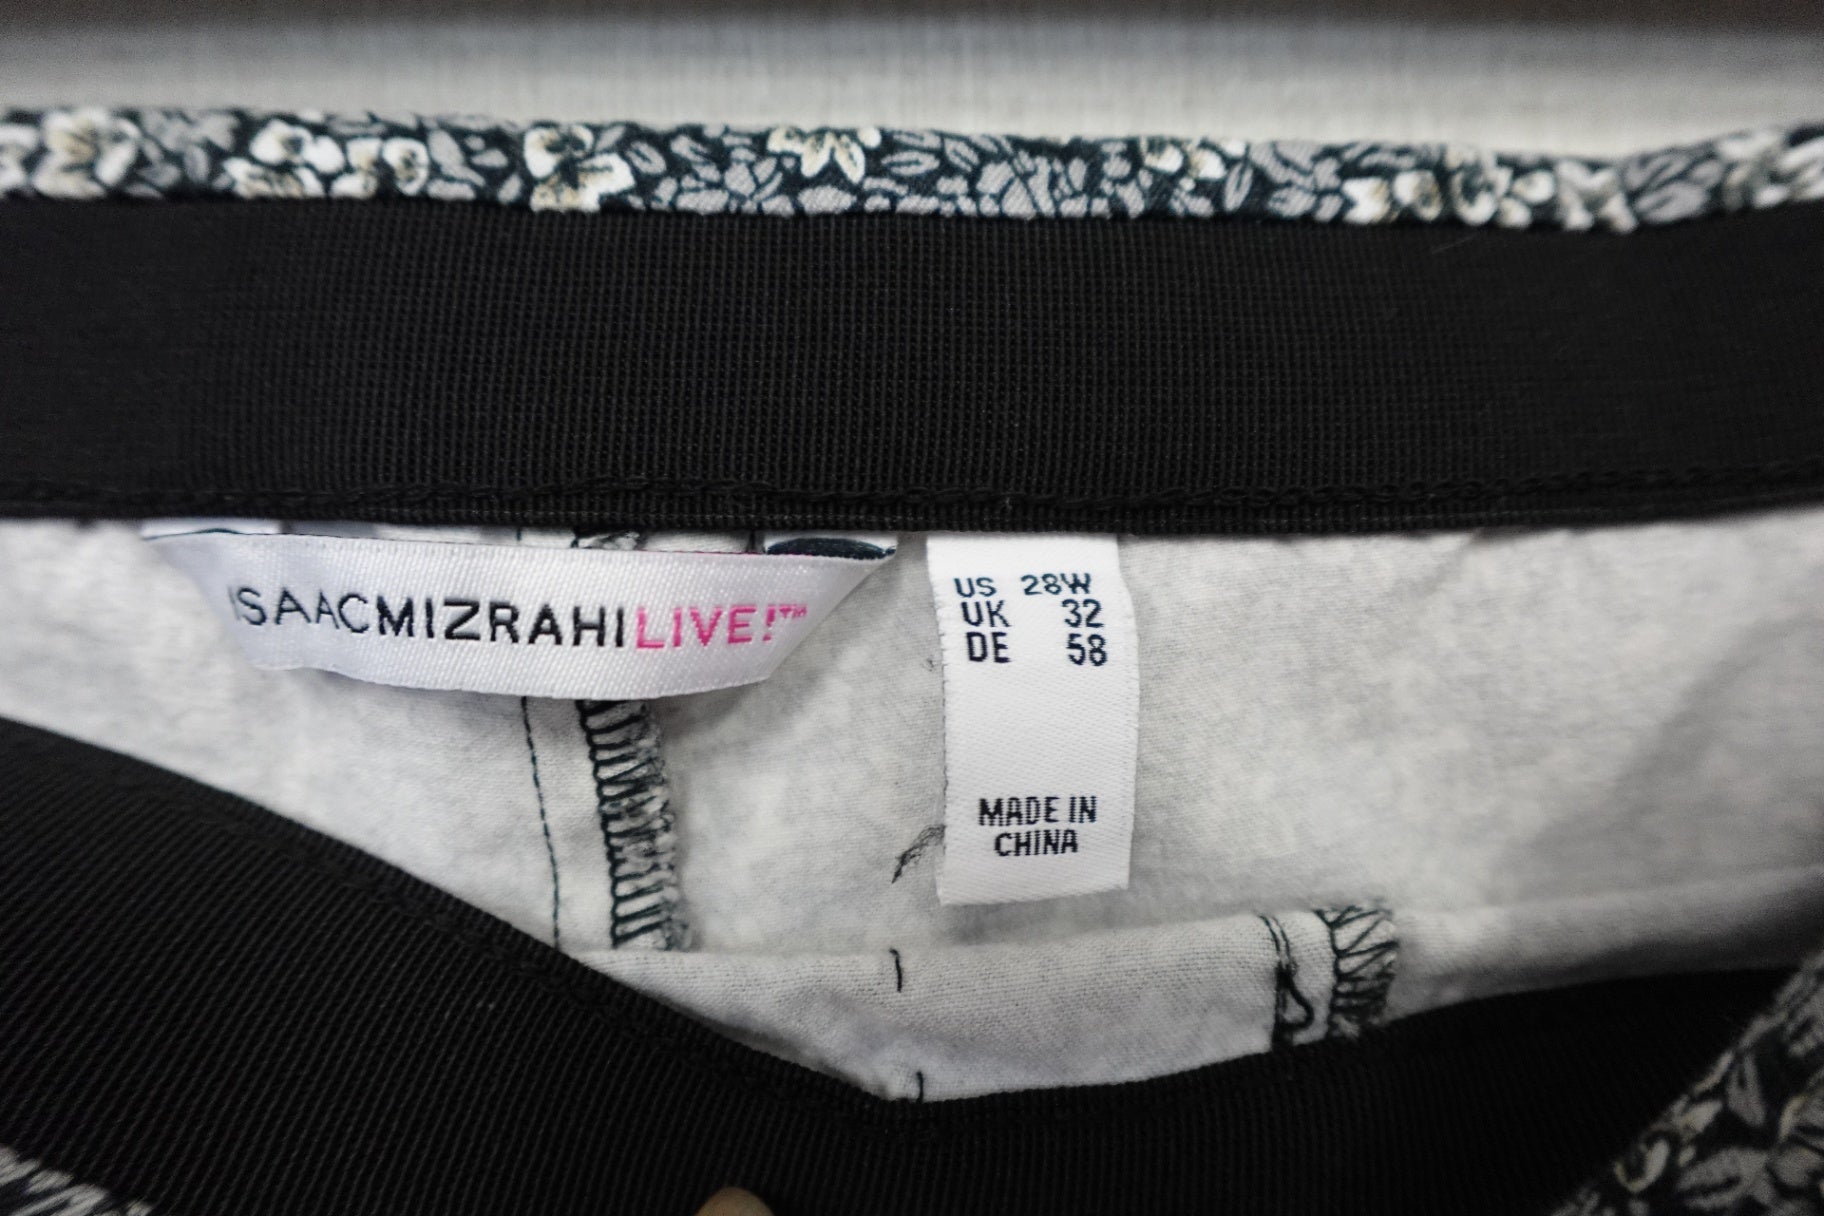 ISAACMIZRAHILIVE!™
US 28W
UK 32
DE 58
MADE IN
CHINA